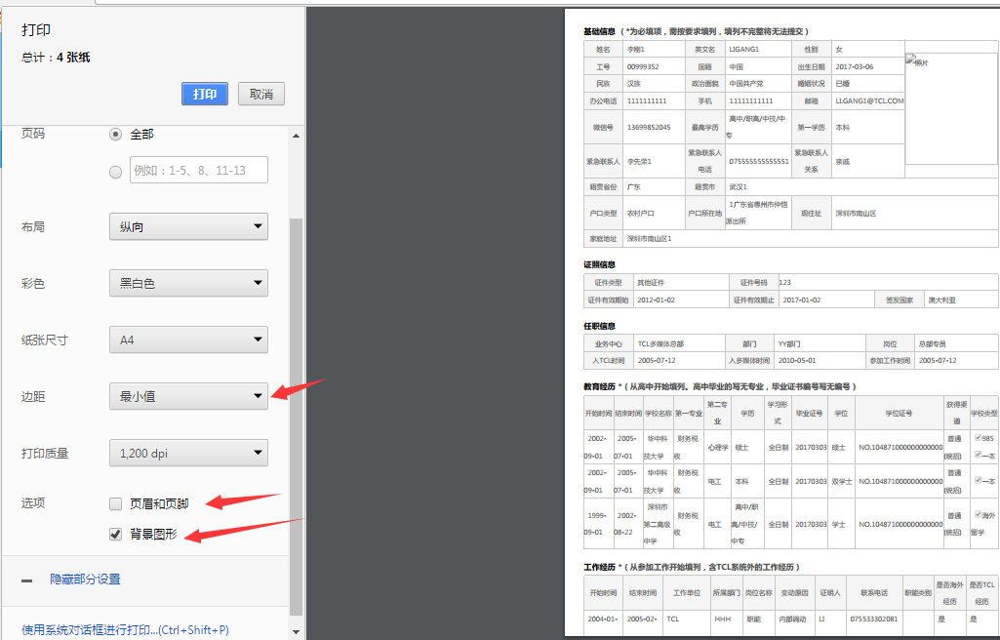 打印
总计：4 张纸
打印 取消
页码 全部
例如：1-5、8、11-13
布局 纵向
彩色 黑白色
纸张尺寸 A4
边距 最小值
打印质量 1,200 dpi
选项 页眉和页脚
背景图形
隐藏部分设置
使用系统对话框进行打印...(Ctrl+Shift+P)
基础信息（*为必填项，需按要求填列，填列不完整将无法提交）
姓名 李刚1 英文名 LIGANG1 性别 女
照片
工号 00999352 国籍 中国 出生日期 2017-03-06
民族 汉族 政治面貌 中国共产党 婚姻状况 已婚
办公电话 1111111111 手机 11111111111 邮箱 LI.GANG1@TCL.COM
微信号 13699852045 最高学历 高中/职高/中技/中专 第一学历 本科
紧急联系人 李先荣1 紧急联系人电话 075555555555551 紧急联系人关系 亲戚
籍贯省份 广东 籍贯市 武汉1
户口类型 农村户口 户口所在地 1广东省惠州市仲恺派出所 现住址 深圳市南山区
家庭地址 深圳市南山区1
证照信息
证件类型 其他证件 证件号码 123
证件有效期始 2012-01-02 证件有效期止 2017-01-02 签发国家 澳大利亚
任职信息
业务中心 TCL多媒体总部 部门 YY部门 岗位 总部专员
入TCL时间 2005-07-12 入多媒体时间 2010-05-01 参加工作时间 2005-07-12
教育经历 *（从高中开始填列。高中毕业的写无专业，毕业证书编号写无编号）
开始时间 结束时间 学校名称 第一专业 第二专业 学历 学习形式 毕业证号 学位 学位证号 获得渠道 学校类型
2002-09-01 2005-07-01 华中科技大学 财务税收 心理学 硕士 全日制 20170303 硕士 NO.104871000000000000 普通(统招) 985 一本
2002-09-01 2005-07-01 华中科技大学 财务税收 电工 本科 全日制 20170303 双学士 NO.104871000000000000 普通(统招) 一本
1999-09-01 2002-08-22 深圳市第二高级中学 财务税收 电工 高中/职高/中技/中专 全日制 20170303 学士 NO.104871000000000000 普通(统招) 海外留学
工作经历 *（从参加工作开始填列，含TCL系统外的工作经历）
开始时间 结束时间 工作单位 所属部门 岗位名称 变动原因 证明人 联系电话 职能类别 是否海外经历 是否TCL经历
2004-01- 2005-02- TCL HHH 职能 内部调动 LI 075533302081 是 是